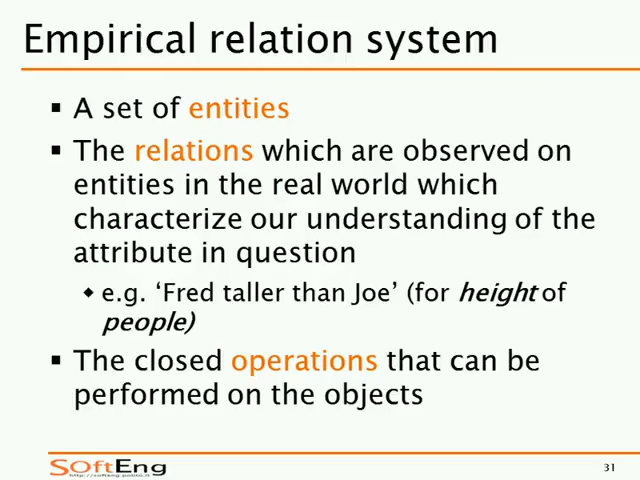 Empirical relation system
▪ A set of entities
▪ The relations which are observed on
entities in the real world which
characterize our understanding of the
attribute in question
◆ e.g. ‘Fred taller than Joe’ (for height of
people)
▪ The closed operations that can be
performed on the objects
SOftEng
http://softeng.polito.it
31